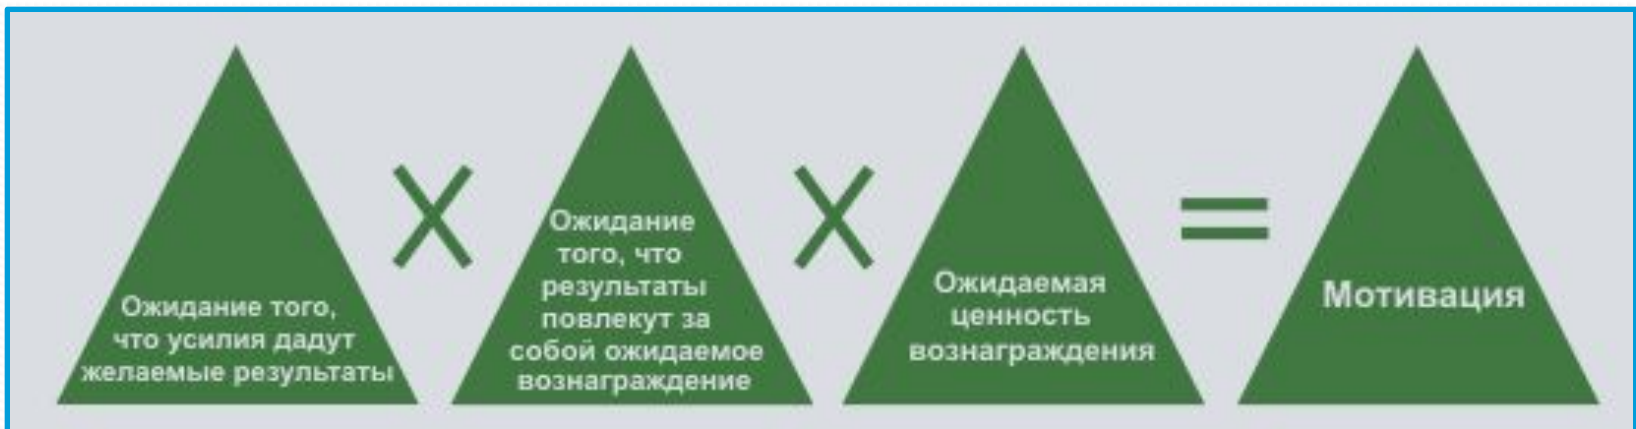 Ожидание того,
что усилия дадут
желаемые результаты
X
Ожидание
того, что
результаты
повлекут за
собой ожидаемое
вознаграждение
X
Ожидаемая
ценность
вознаграждения
=
Мотивация